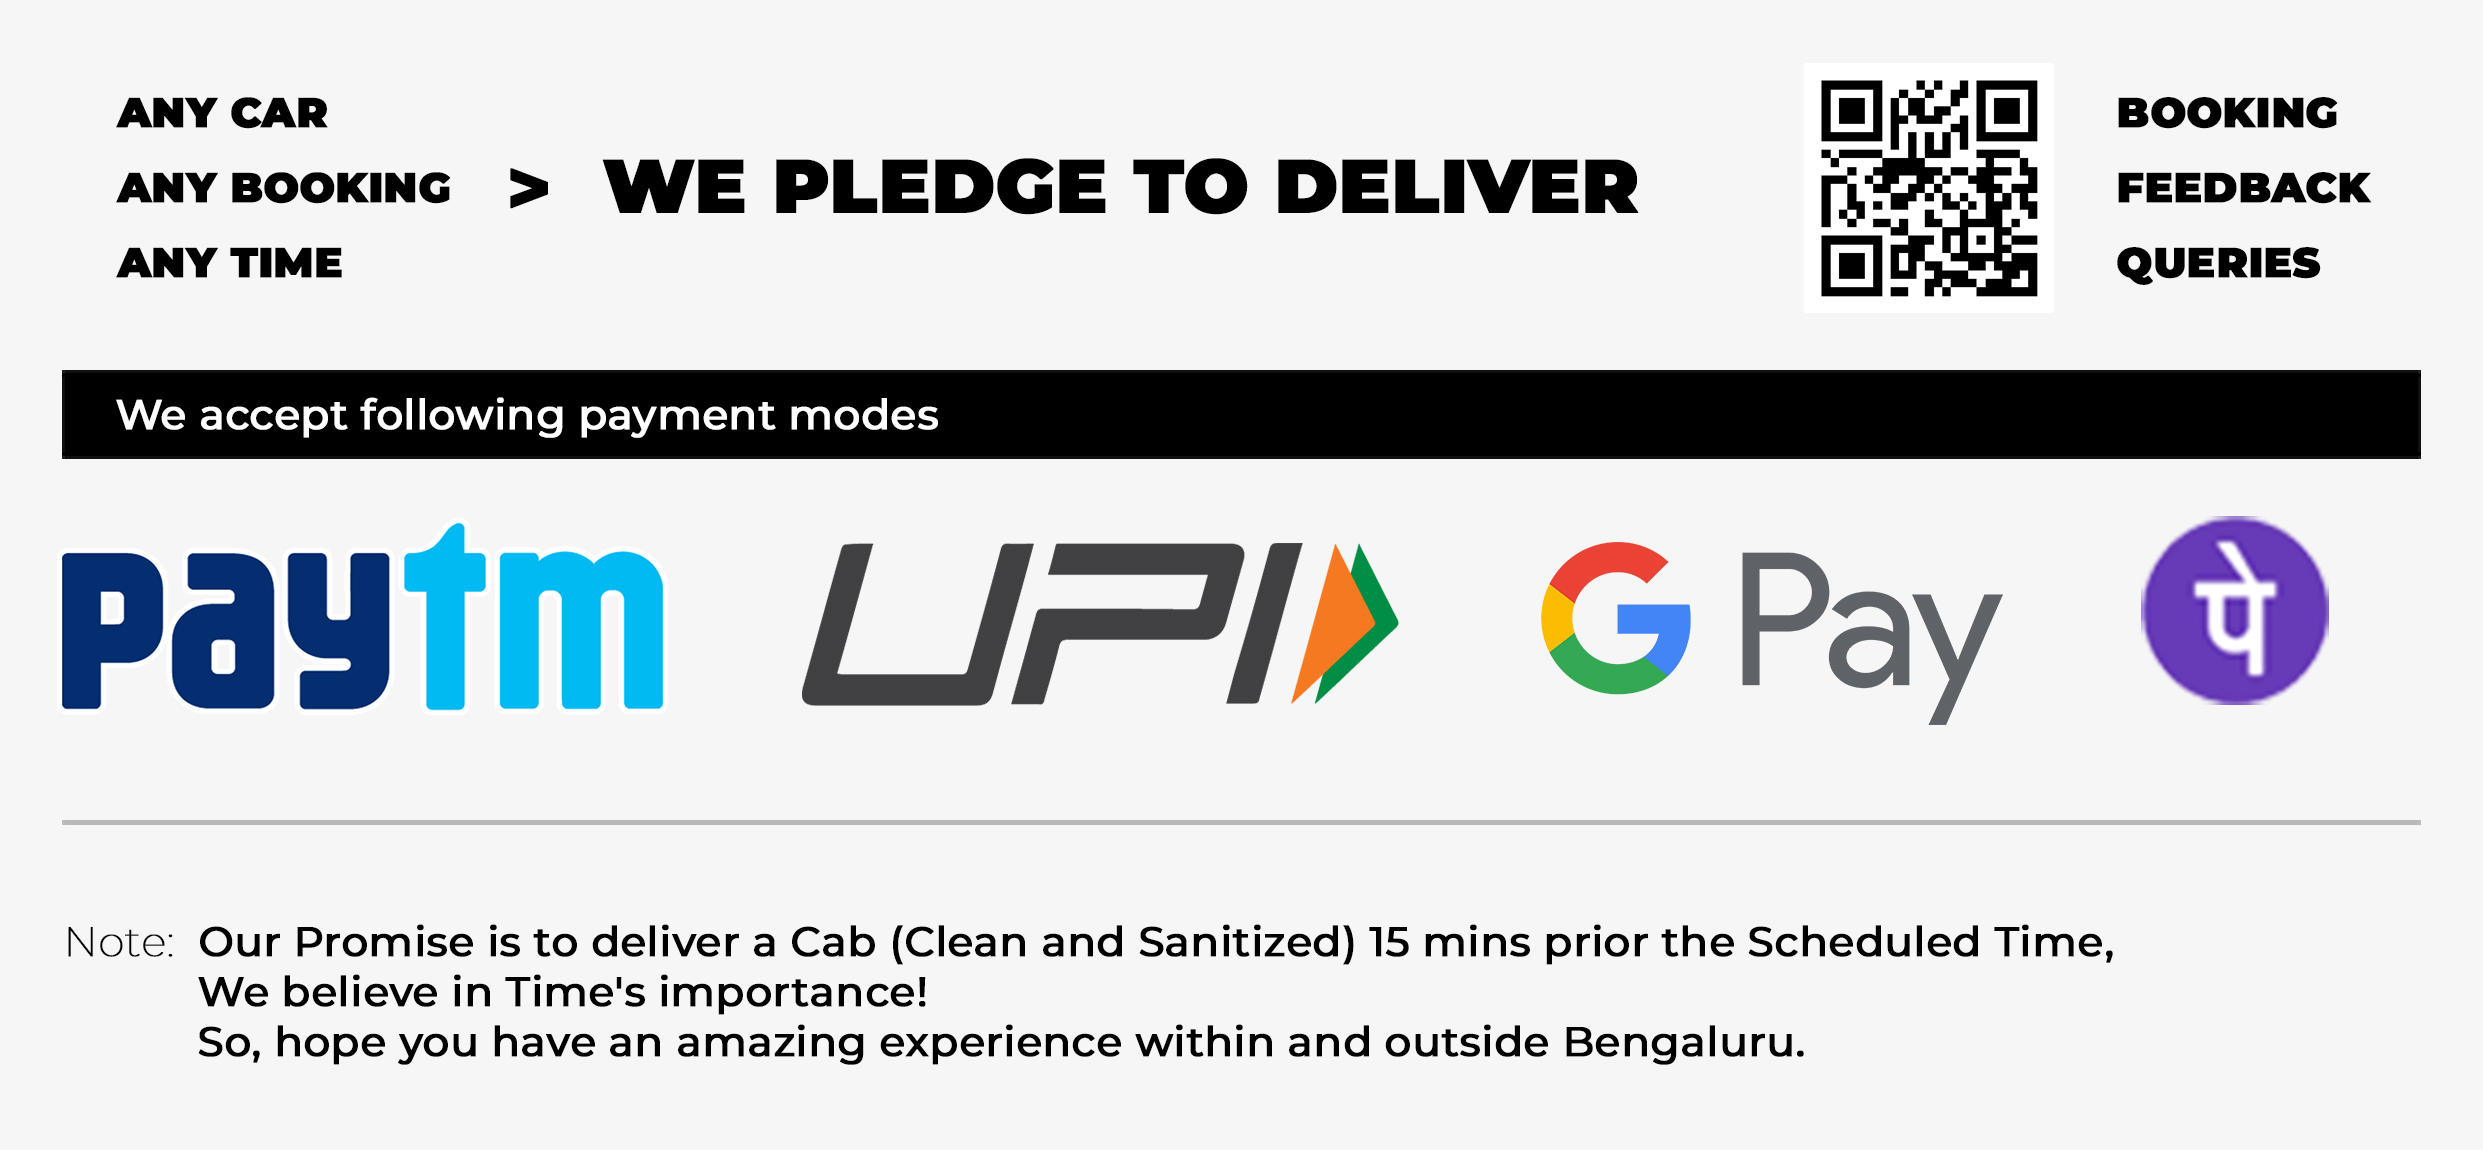 ANY CAR
ANY BOOKING
ANY TIME
>
WE PLEDGE TO DELIVER
BOOKING
FEEDBACK
QUERIES
We accept following payment modes
paytm
UPI
G Pay
पे
Note: Our Promise is to deliver a Cab (Clean and Sanitized) 15 mins prior the Scheduled Time,
We believe in Time's importance!
So, hope you have an amazing experience within and outside Bengaluru.